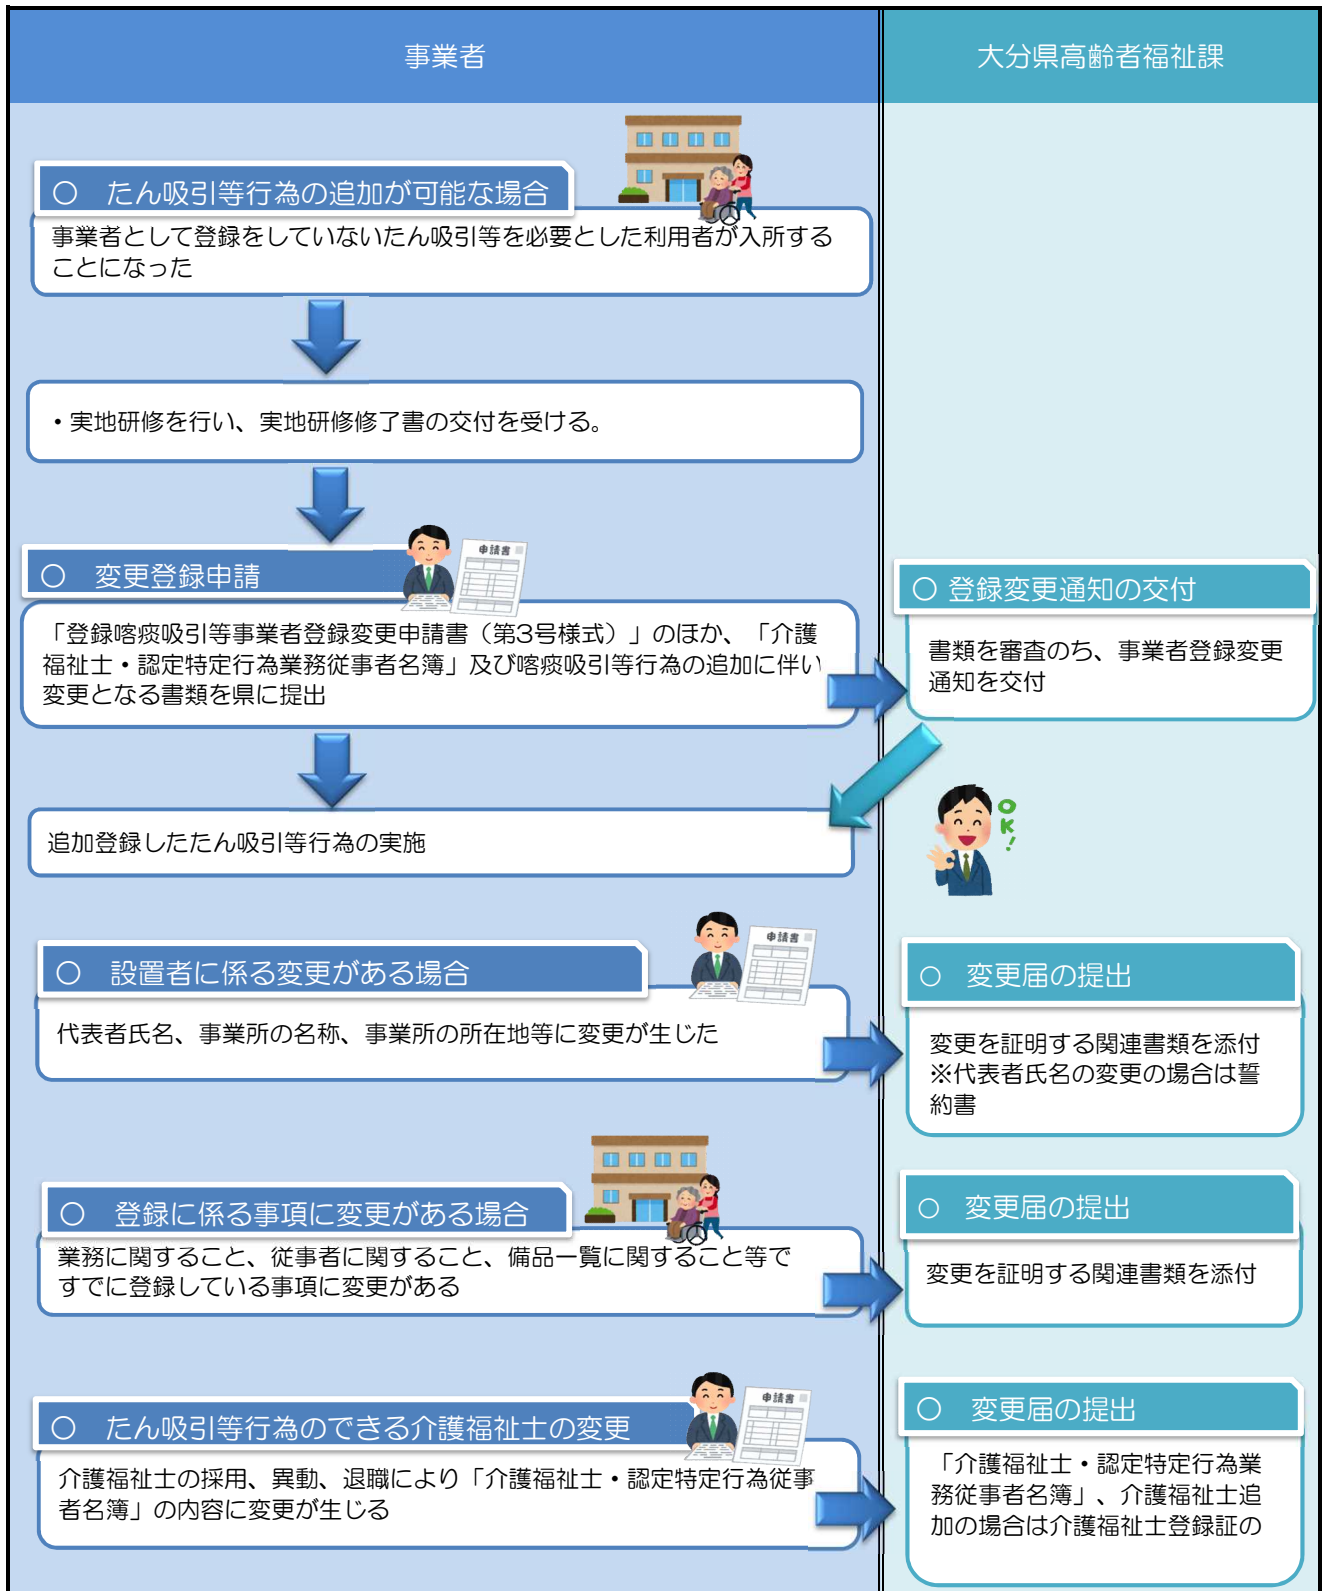 事業者
大分県高齢者福祉課
○　たん吸引等行為の追加が可能な場合
事業者として登録をしていないたん吸引等を必要とした利用者が入所する
ことになった
・実地研修を行い、実地研修修了書の交付を受ける。
申請書
○　変更登録申請
「登録喀痰吸引等事業者登録変更申請書（第3号様式）」のほか、「介護
福祉士・認定特定行為業務従事者名簿」及び喀痰吸引等行為の追加に伴い
変更となる書類を県に提出
○ 登録変更通知の交付
書類を審査のち、事業者登録変更
通知を交付
追加登録したたん吸引等行為の実施
OK!
申請書
○　設置者に係る変更がある場合
代表者氏名、事業所の名称、事業所の所在地等に変更が生じた
○　変更届の提出
変更を証明する関連書類を添付
※代表者氏名の変更の場合は誓
約書
○　登録に係る事項に変更がある場合
業務に関すること、従事者に関すること、備品一覧に関すること等で
すでに登録している事項に変更がある
○　変更届の提出
変更を証明する関連書類を添付
申請書
○　たん吸引等行為のできる介護福祉士の変更
介護福祉士の採用、異動、退職により「介護福祉士・認定特定行為従事
者名簿」の内容に変更が生じる
○　変更届の提出
「介護福祉士・認定特定行為業
務従事者名簿」、介護福祉士追
加の場合は介護福祉士登録証の